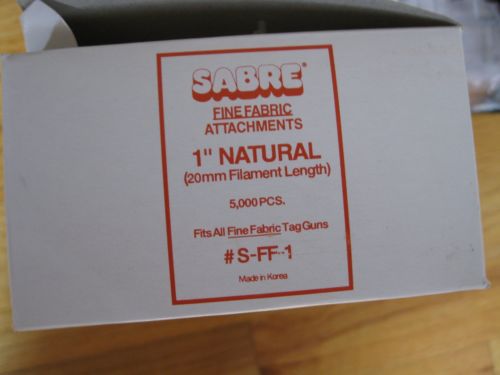 SABRE®
FINE FABRIC
ATTACHMENTS
1" NATURAL
(20mm Filament Length)
5,000 PCS.
Fits All Fine Fabric Tag Guns
#S-FF-1
Made in Korea